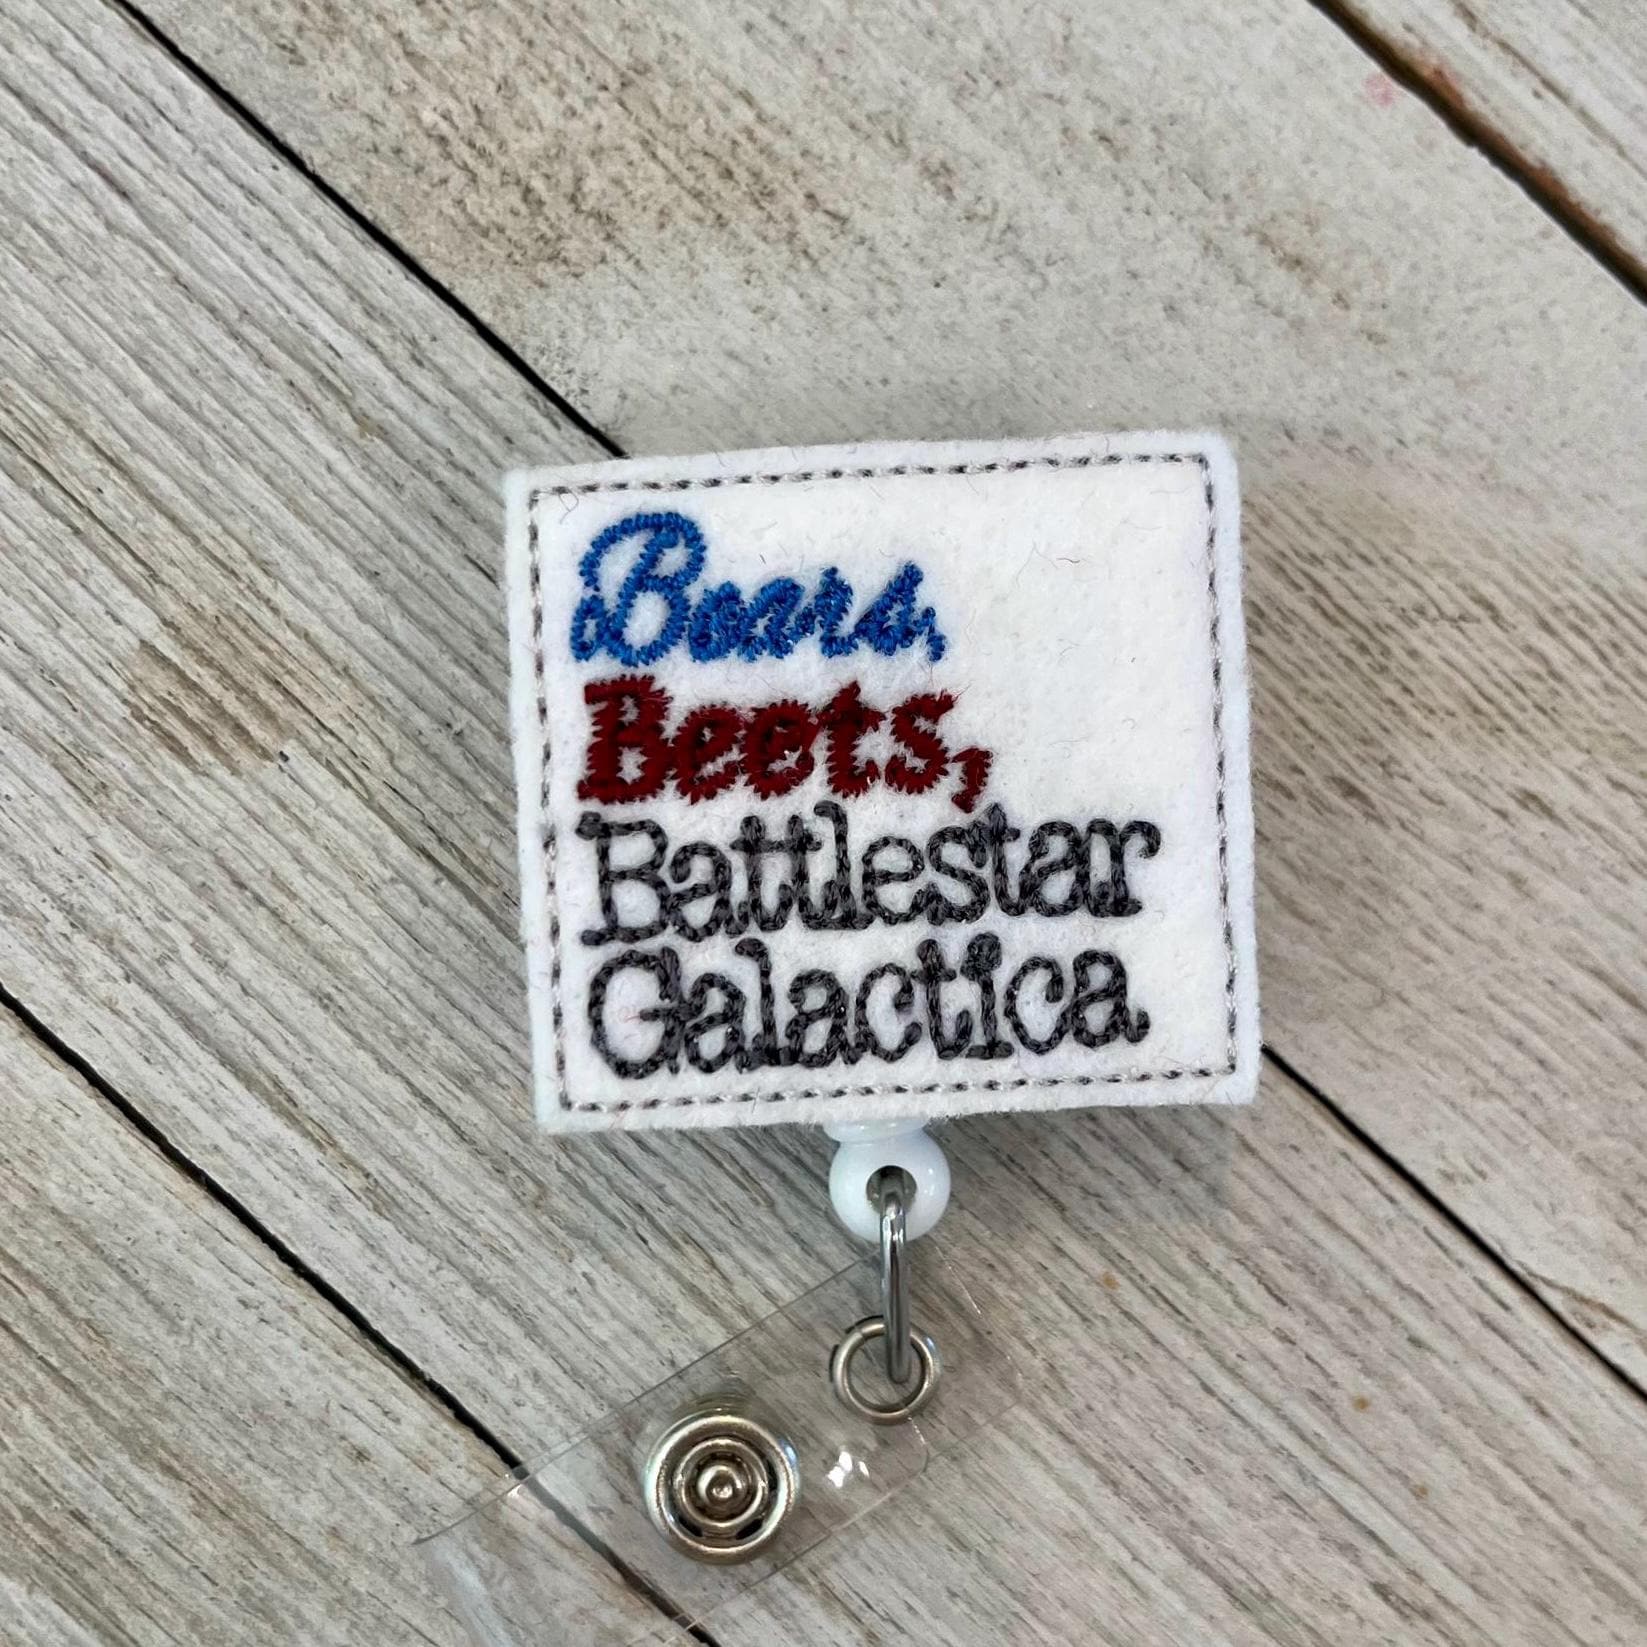 Bears,
Beets,
Battlestar
Galactica